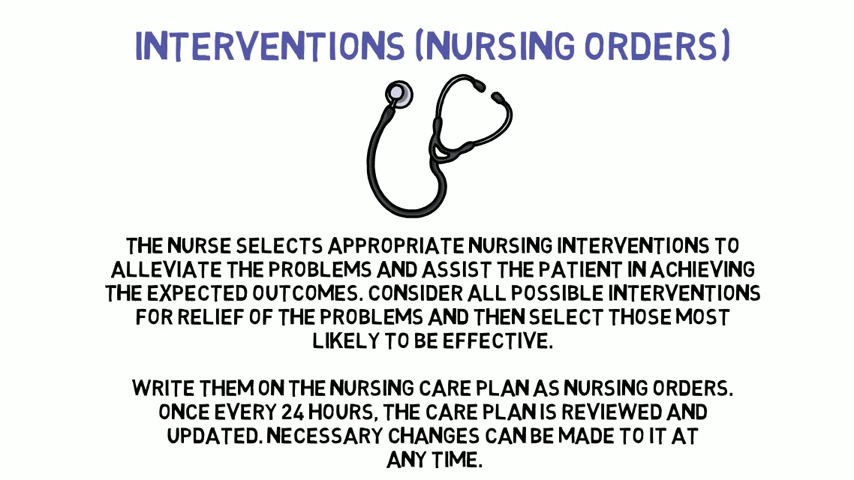 INTERVENTIONS (NURSING ORDERS)
THE NURSE SELECTS APPROPRIATE NURSING INTERVENTIONS TO
ALLEVIATE THE PROBLEMS AND ASSIST THE PATIENT IN ACHIEVING
THE EXPECTED OUTCOMES. CONSIDER ALL POSSIBLE INTERVENTIONS
FOR RELIEF OF THE PROBLEMS AND THEN SELECT THOSE MOST
LIKELY TO BE EFFECTIVE.
WRITE THEM ON THE NURSING CARE PLAN AS NURSING ORDERS.
ONCE EVERY 24 HOURS, THE CARE PLAN IS REVIEWED AND
UPDATED. NECESSARY CHANGES CAN BE MADE TO IT AT
ANY TIME.